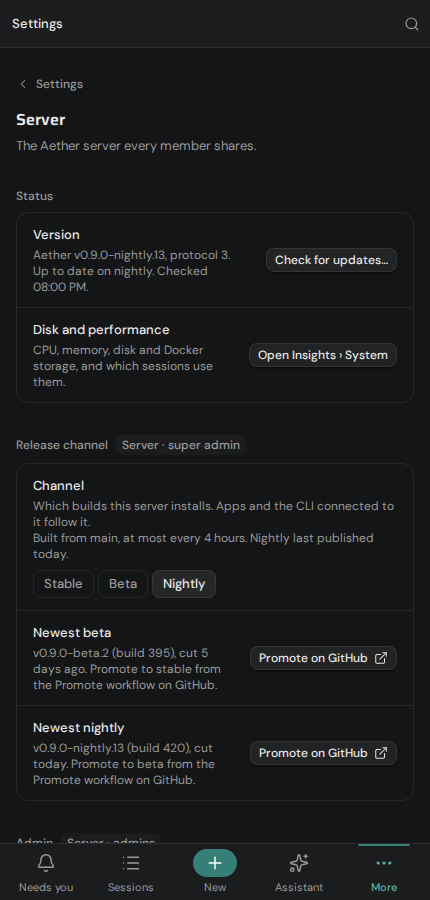 Settings
Settings
Server
The Aether server every member shares.
Status
Version
Aether v0.9.0-nightly.13, protocol 3.
Up to date on nightly. Checked
08:00 PM.
Check for updates…
Disk and performance
CPU, memory, disk and Docker
storage, and which sessions use
them.
Open Insights › System
Release channel
Server · super admin
Channel
Which builds this server installs. Apps and the CLI connected to
it follow it.
Built from main, at most every 4 hours. Nightly last published
today.
Stable
Beta
Nightly
Newest beta
v0.9.0-beta.2 (build 395), cut 5
days ago. Promote to stable from
the Promote workflow on GitHub.
Promote on GitHub
Newest nightly
v0.9.0-nightly.13 (build 420), cut
today. Promote to beta from the
Promote workflow on GitHub.
Promote on GitHub
Admin
Server · admins
Needs you
Sessions
New
Assistant
More